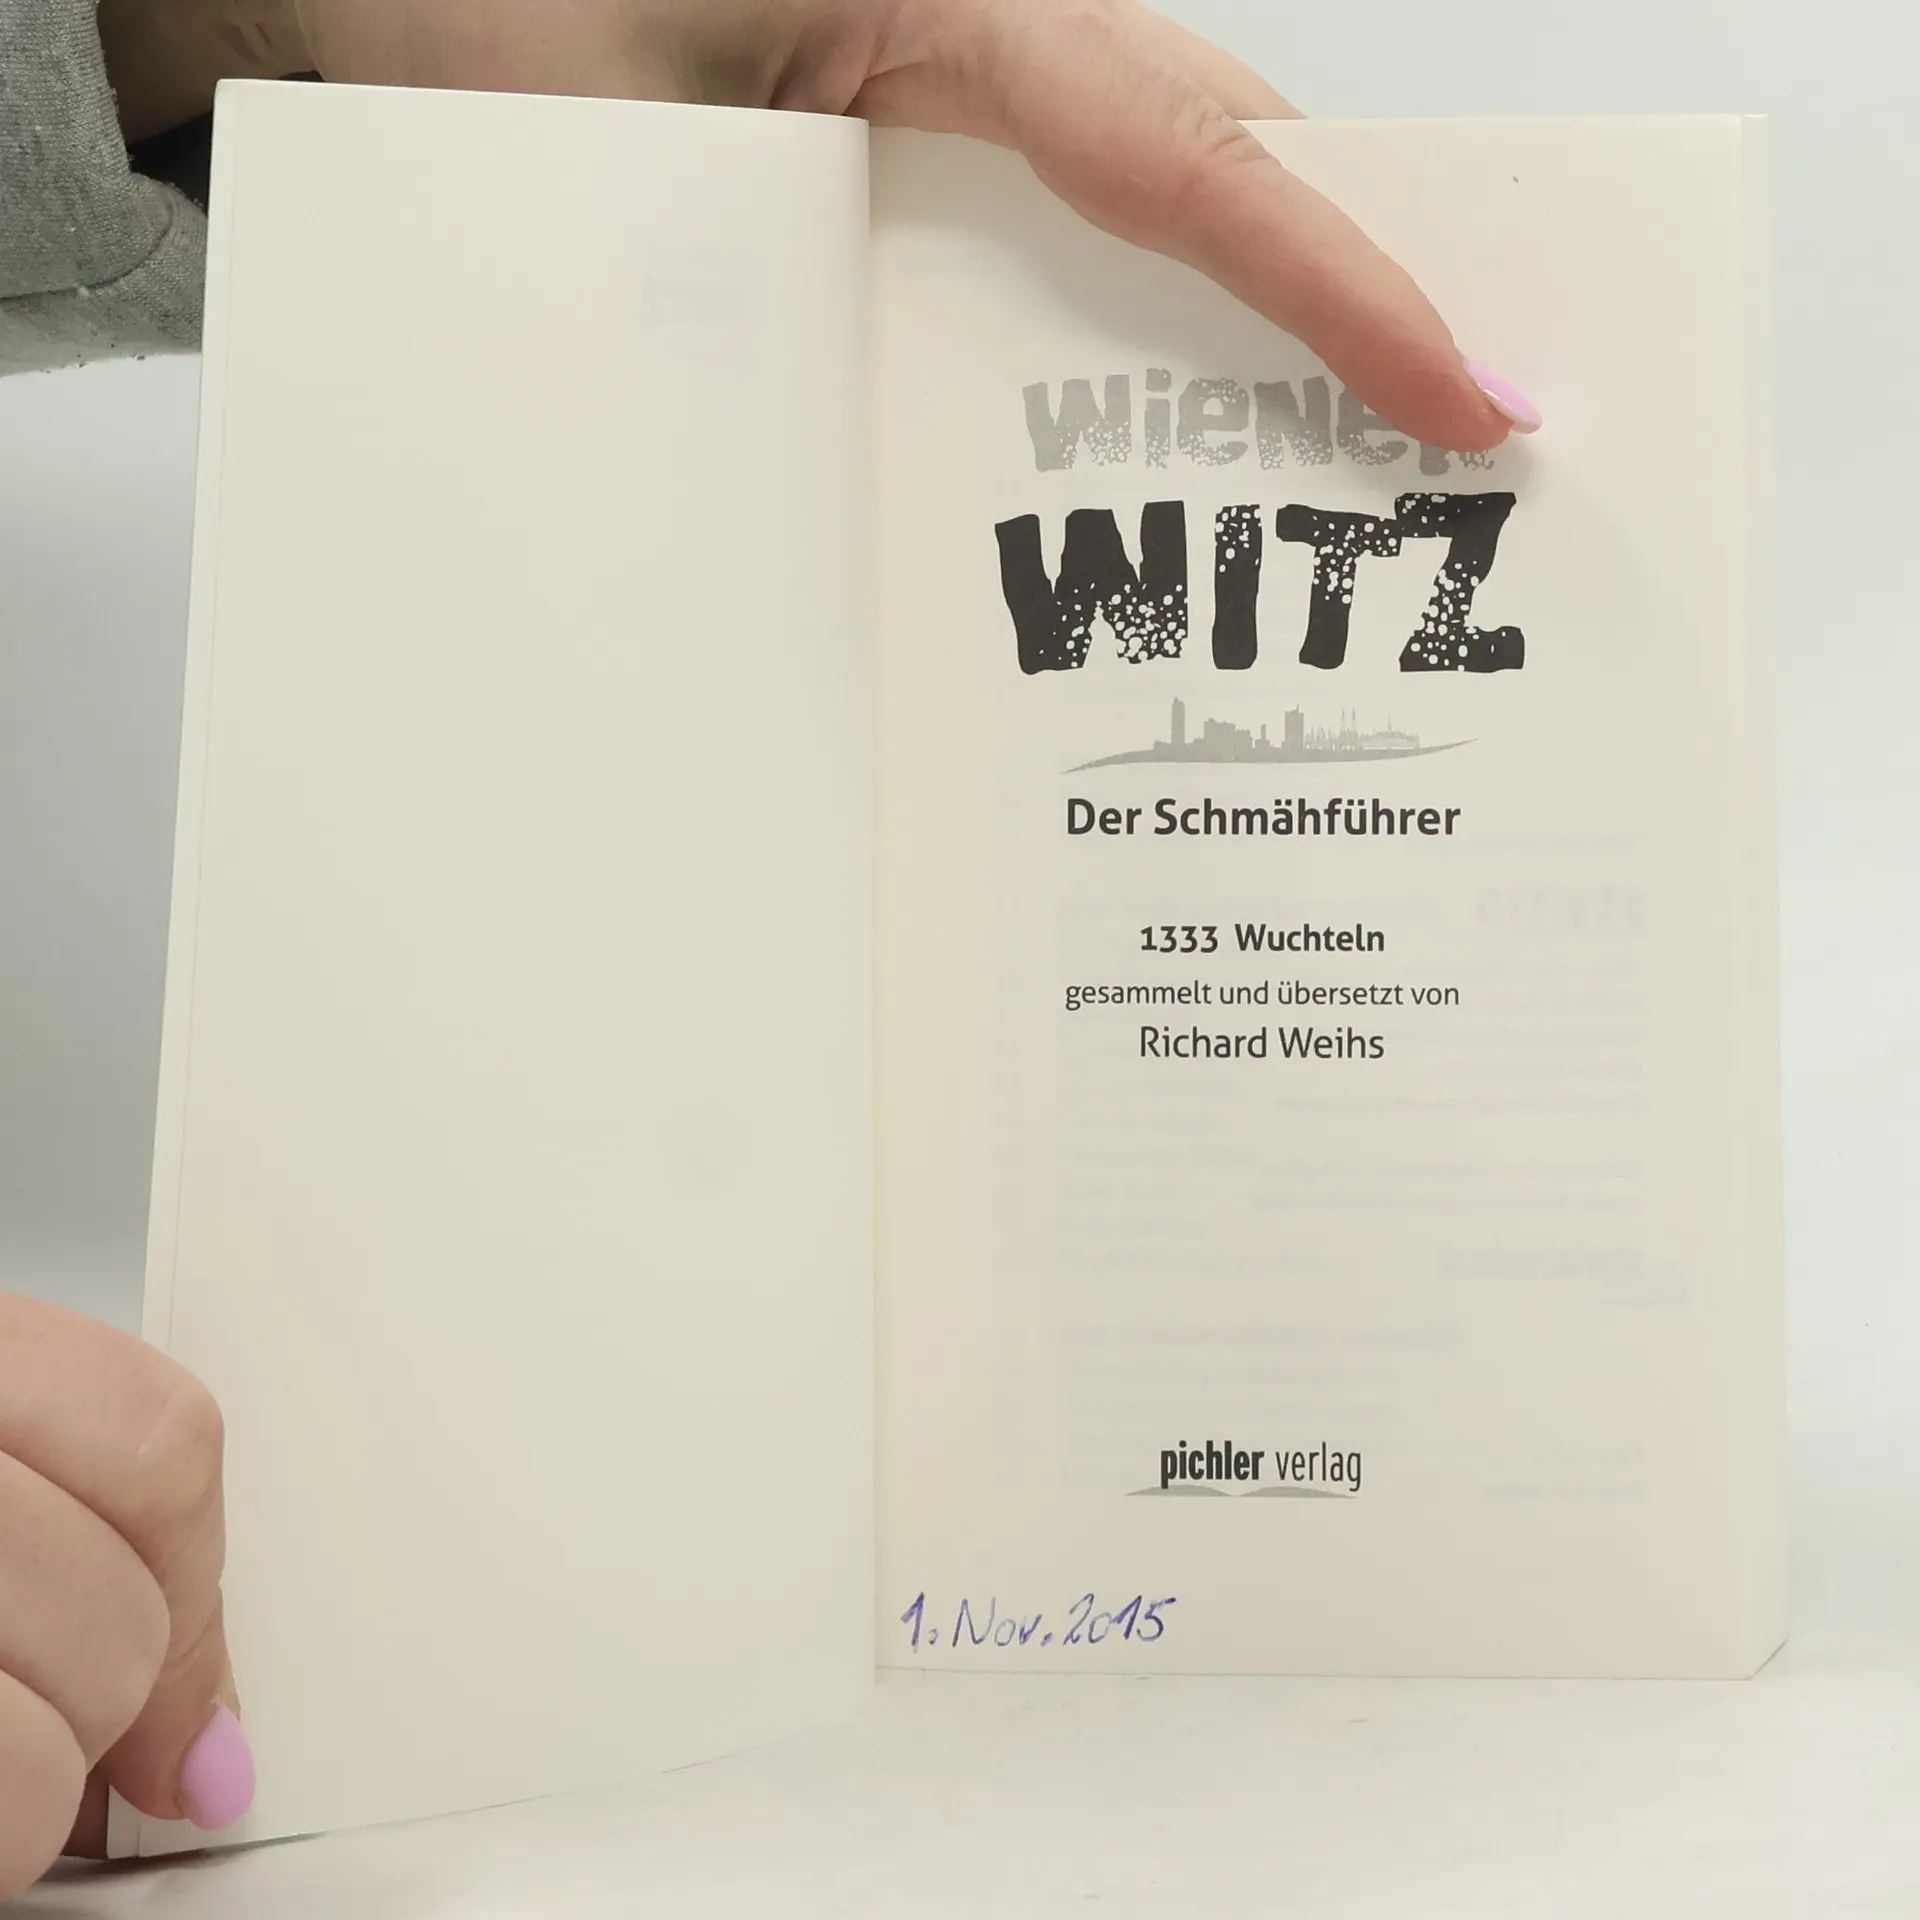 wieNer
WITZ
Der Schmähführer
1333 Wuchteln
gesammelt und übersetzt von
Richard Weihs
pichler verlag
1. Nov. 2015